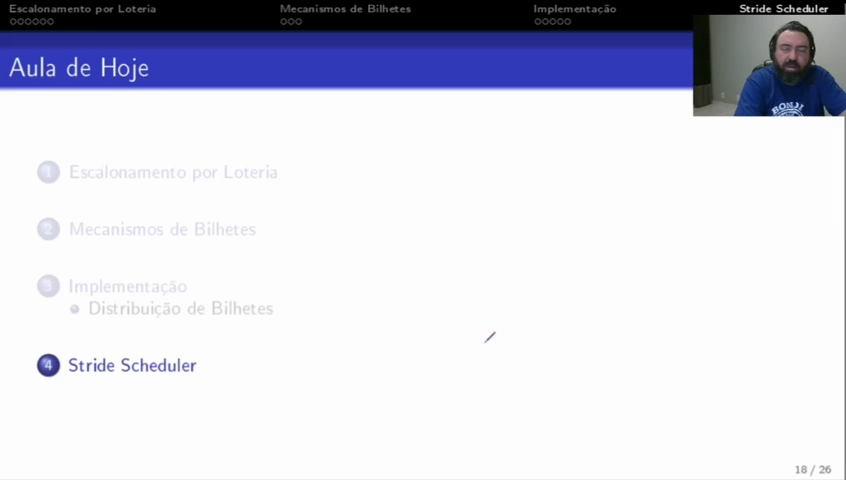 Escalonamento por Loteria
Mecanismos de Bilhetes
Implementação
Stride Scheduler
Aula de Hoje
BONDI
1 Escalonamento por Loteria
2 Mecanismos de Bilhetes
3 Implementação
Distribuição de Bilhetes
4 Stride Scheduler
18 / 26